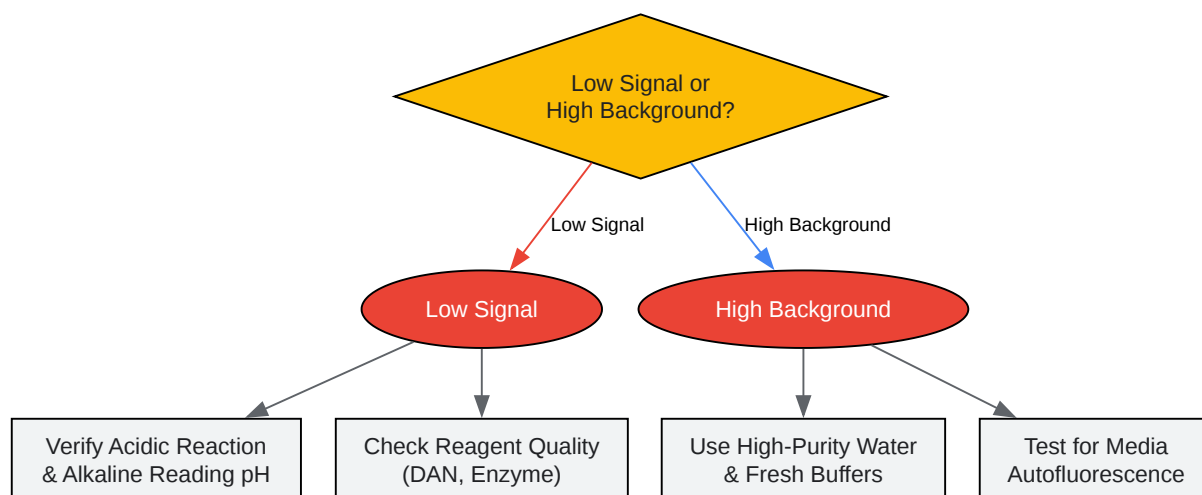 Low Signal or
High Background?
Low Signal
High Background
Low Signal
High Background
Verify Acidic Reaction
& Alkaline Reading pH
Check Reagent Quality
(DAN, Enzyme)
Use High-Purity Water
& Fresh Buffers
Test for Media
Autofluorescence